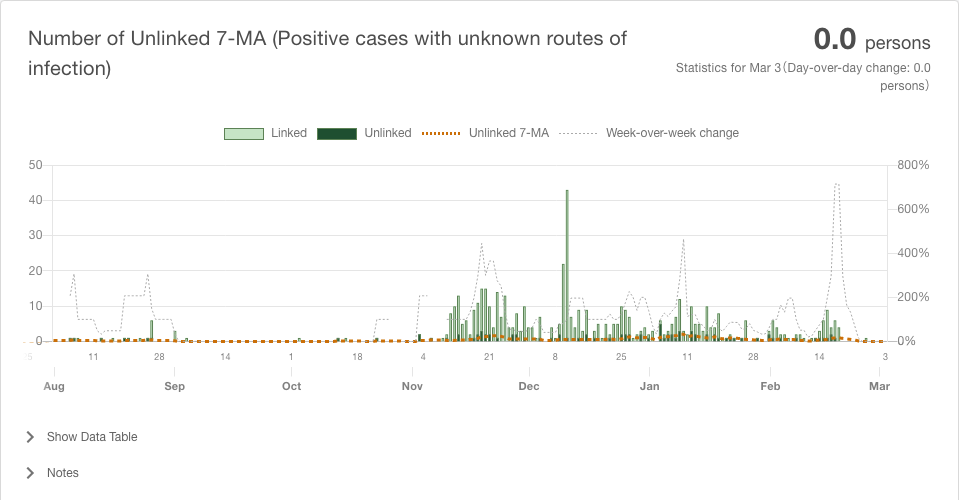 Number of Unlinked 7-MA (Positive cases with unknown routes of
infection)
0.0 persons
Statistics for Mar 3(Day-over-day change: 0.0
persons)
Linked Unlinked Unlinked 7-MA Week-over-week change
50 800%
40 600%
30 400%
20 200%
10 0%
0
5 11 28 14 1 18 4 21 8 25 11 28 14 3
Aug Sep Oct Nov Dec Jan Feb Mar
Show Data Table
Notes